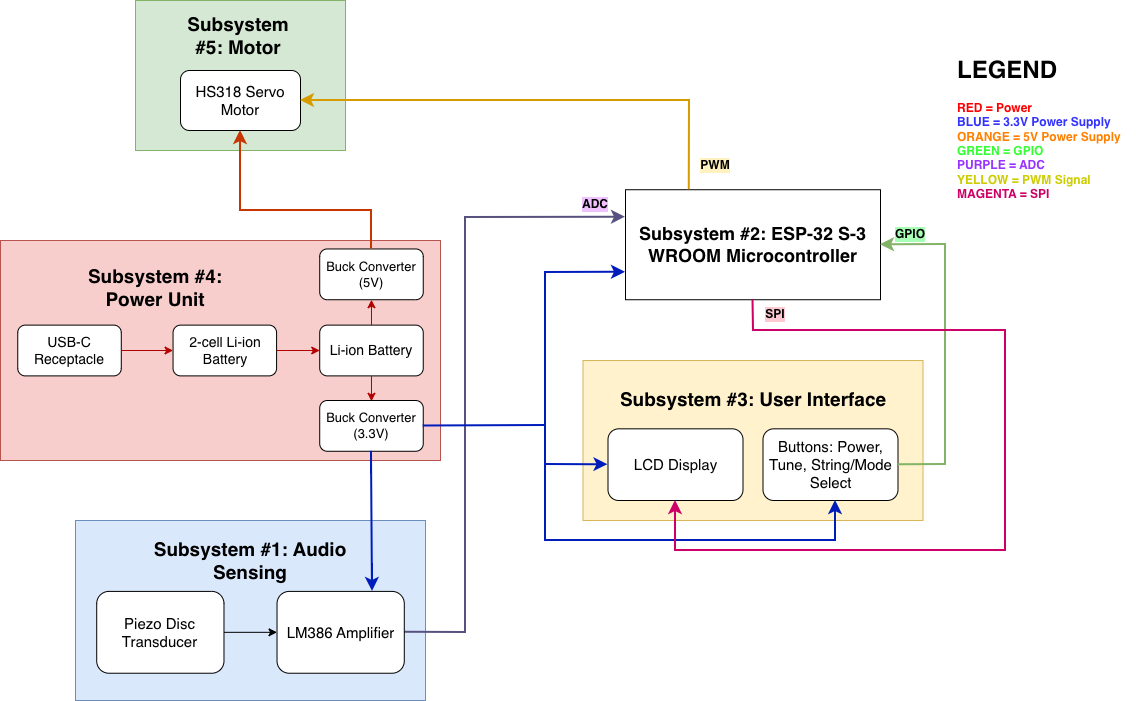 Subsystem
#5: Motor
HS318 Servo
Motor
LEGEND
RED = Power
BLUE = 3.3V Power Supply
ORANGE = 5V Power Supply
GREEN = GPIO
PURPLE = ADC
YELLOW = PWM Signal
MAGENTA = SPI
PWM
ADC
Subsystem #2: ESP-32 S-3
WROOM Microcontroller
GPIO
SPI
Subsystem #4:
Power Unit
Buck Converter
(5V)
USB-C
Receptacle
2-cell Li-ion
Battery
Li-ion Battery
Buck Converter
(3.3V)
Subsystem #3: User Interface
LCD Display
Buttons: Power,
Tune, String/Mode
Select
Subsystem #1: Audio
Sensing
Piezo Disc
Transducer
LM386 Amplifier